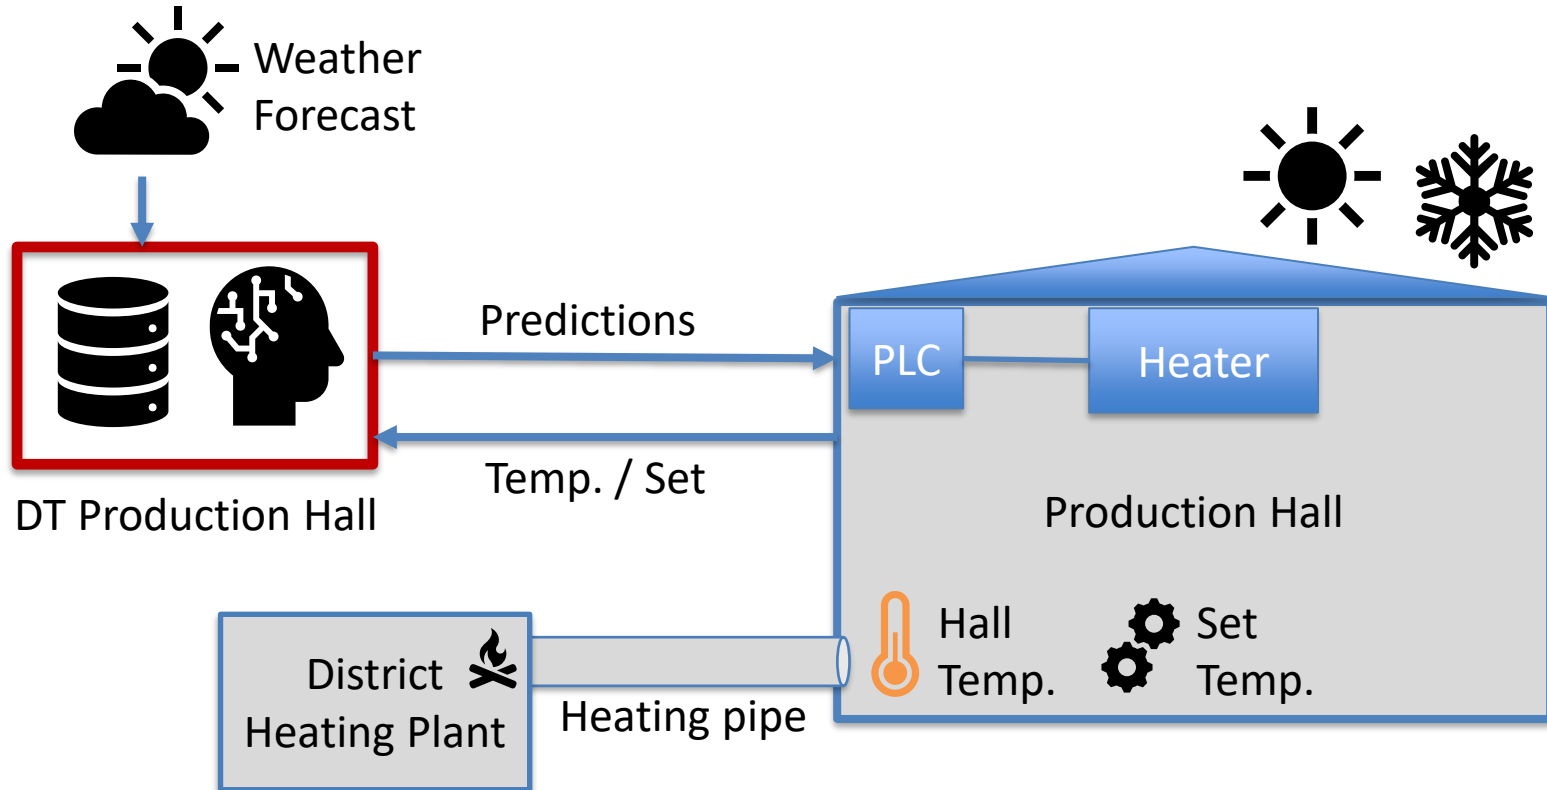 Weather
Forecast
Predictions
PLC
Heater
Temp. / Set
DT Production Hall
Production Hall
Hall
Temp.
Set
Temp.
District
Heating Plant
Heating pipe